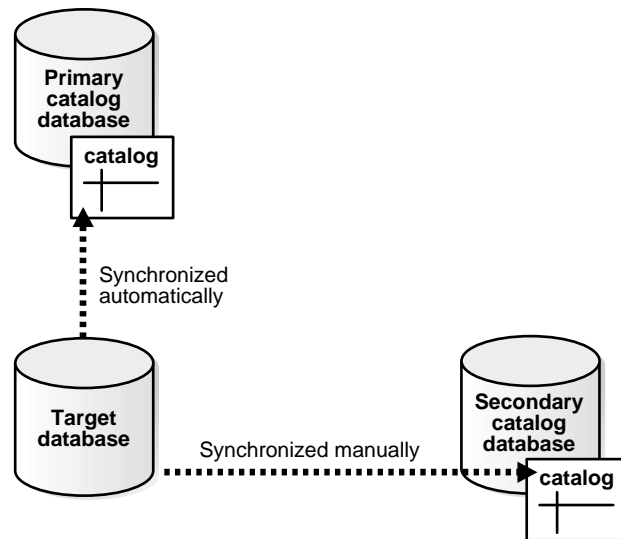 Primary
catalog
database
catalog
Synchronized
automatically
Target
database
Synchronized manually
Secondary
catalog
database
catalog